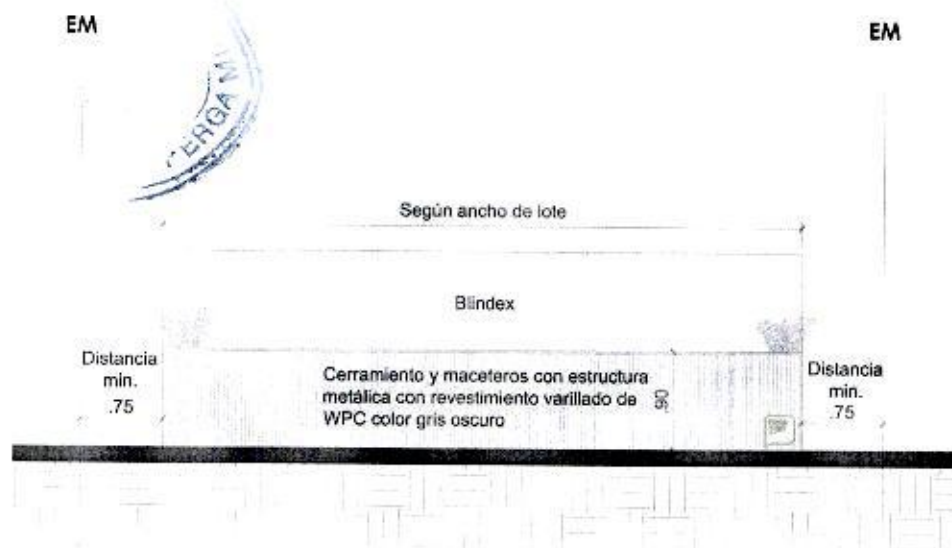 EM
EM
Según ancho de lote
Blindex
Distancia
min.
.75
Cerramiento y maceteros con estructura
metálica con revestimiento varillado de
WPC color gris oscuro
.90
Distancia
min.
.75